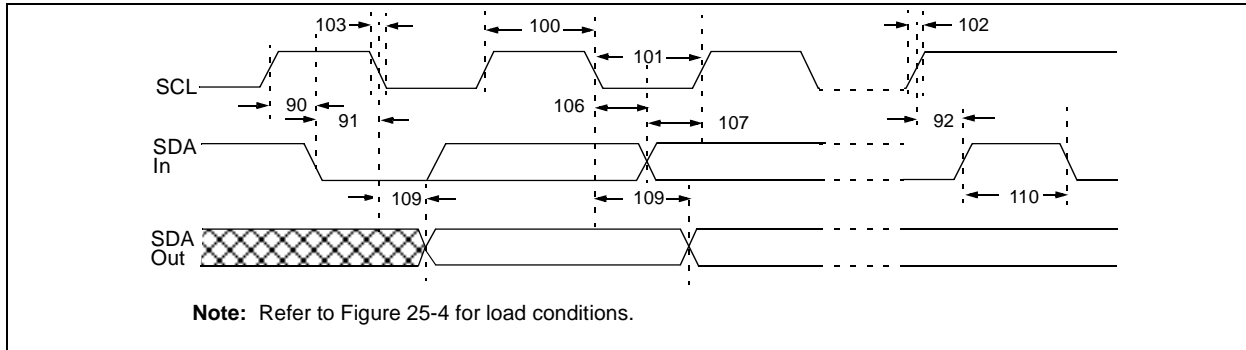 103
100
102
101
SCL
90
106
91
107
92
SDA
In
109
109
110
SDA
Out
Note: Refer to Figure 25-4 for load conditions.